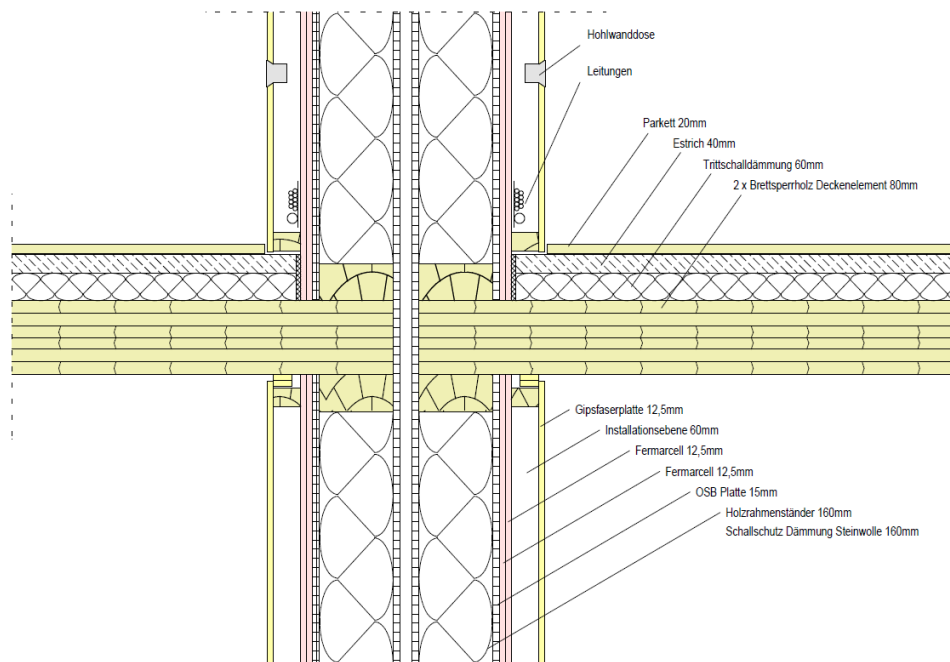 Hohlwanddose
Leitungen
Parkett 20mm
Estrich 40mm
Trittschalldämmung 60mm
2 x Brettsperrholz Deckenelement 80mm
Gipsfaserplatte 12,5mm
Installationsebene 60mm
Fermarcell 12,5mm
Fermarcell 12,5mm
OSB Platte 15mm
Holzrahmenständer 160mm
Schallschutz Dämmung Steinwolle 160mm